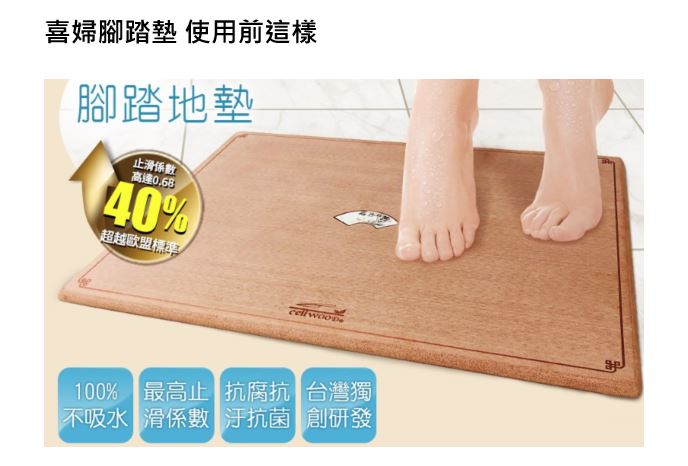 喜婦腳踏墊 使用前這樣
腳踏地墊
止滑係數
高達0.68
40%
超越歐盟標準
cellwood®
100%
不吸水
最高止
滑係數
抗腐抗
汙抗菌
台灣獨
創研發